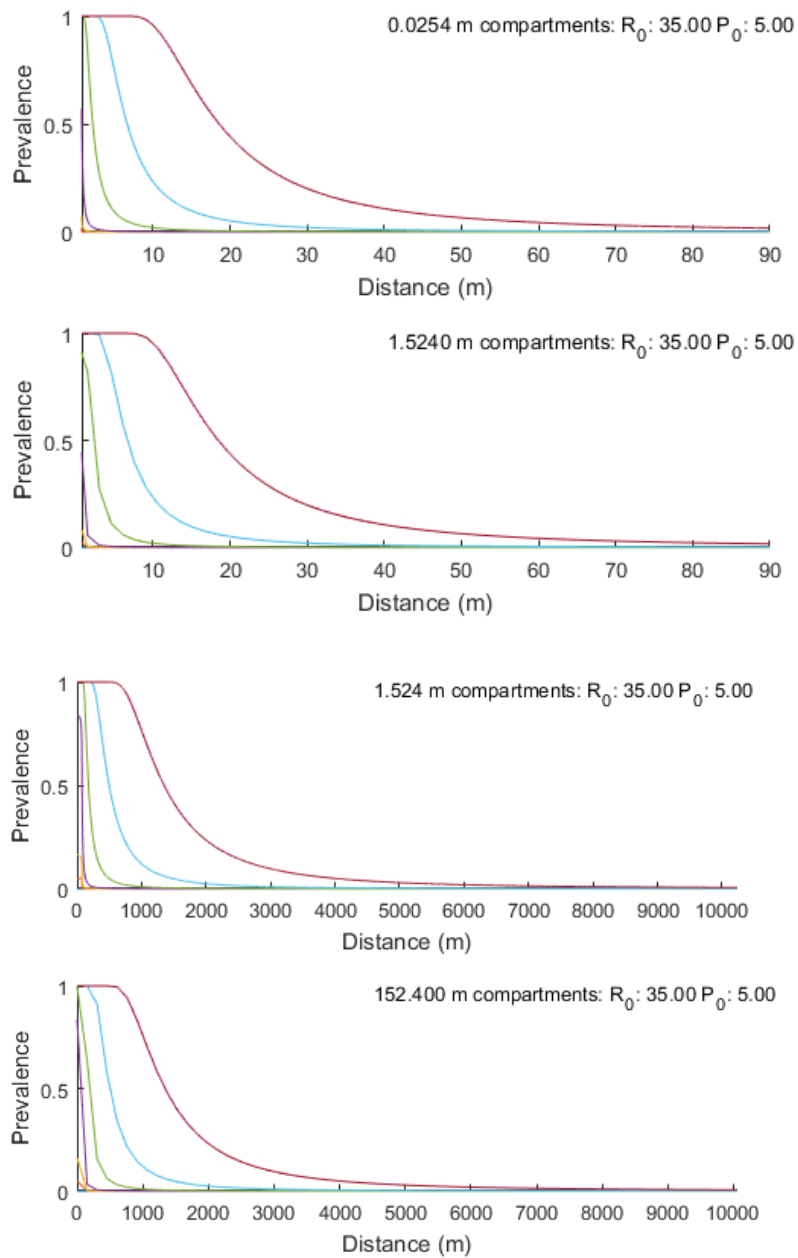 0.0254 m compartments: R0: 35.00 P0: 5.00
1
0.5
0
Prevalence
10 20 30 40 50 60 70 80 90
Distance (m)
1.5240 m compartments: R0: 35.00 P0: 5.00
1
0.5
0
Prevalence
10 20 30 40 50 60 70 80 90
Distance (m)
1.524 m compartments: R0: 35.00 P0: 5.00
1
0.5
0
Prevalence
0 1000 2000 3000 4000 5000 6000 7000 8000 9000 10000
Distance (m)
152.400 m compartments: R0: 35.00 P0: 5.00
1
0.5
0
Prevalence
0 1000 2000 3000 4000 5000 6000 7000 8000 9000 10000
Distance (m)